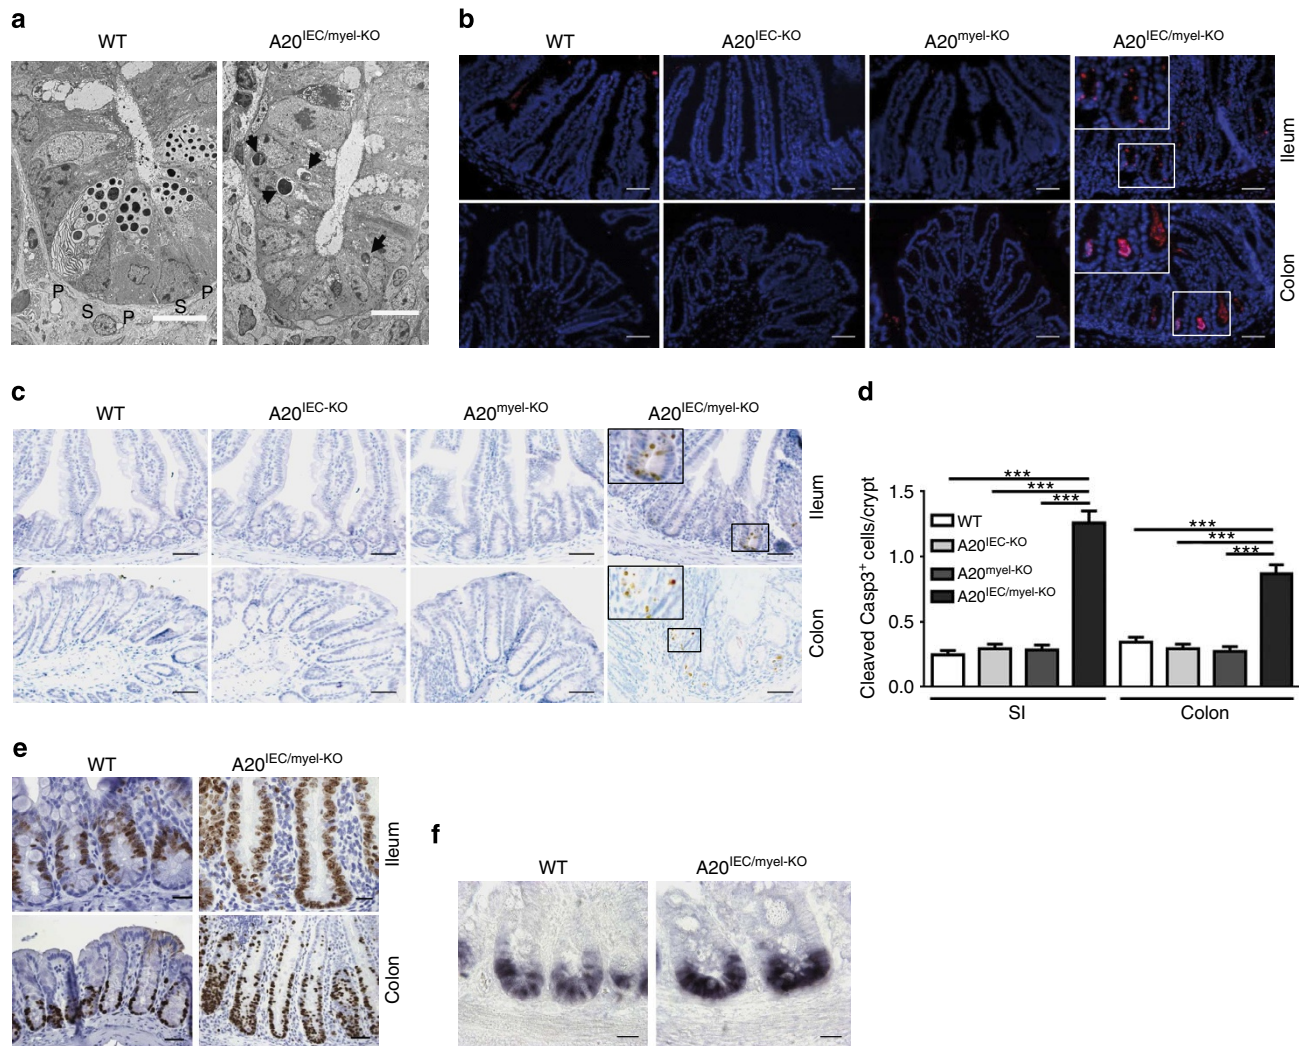 a
WT
A20IEC/myel-KO
P
S
P
S
P
b
WT
A20IEC-KO
A20myel-KO
A20IEC/myel-KO
Ileum
Colon
c
WT
A20IEC-KO
A20myel-KO
A20IEC/myel-KO
Ileum
Colon
d
Cleaved Casp3+ cells/crypt
1.5
1.0
0.5
0.0
***
***
***
***
***
***
WT
A20IEC-KO
A20myel-KO
A20IEC/myel-KO
SI
Colon
e
WT
A20IEC/myel-KO
Ileum
Colon
f
WT
A20IEC/myel-KO